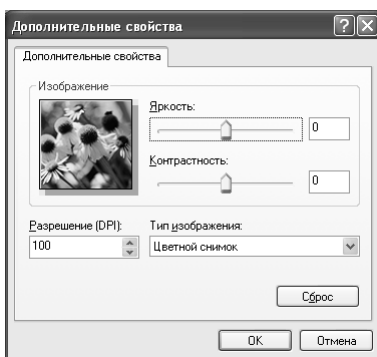 Дополнительные свойства
Дополнительные свойства
Изображение
Яркость:
0
Контрастность:
0
Разрешение (DPI):
Тип изображения:
100
Цветной снимок
Сброс
OK
Отмена